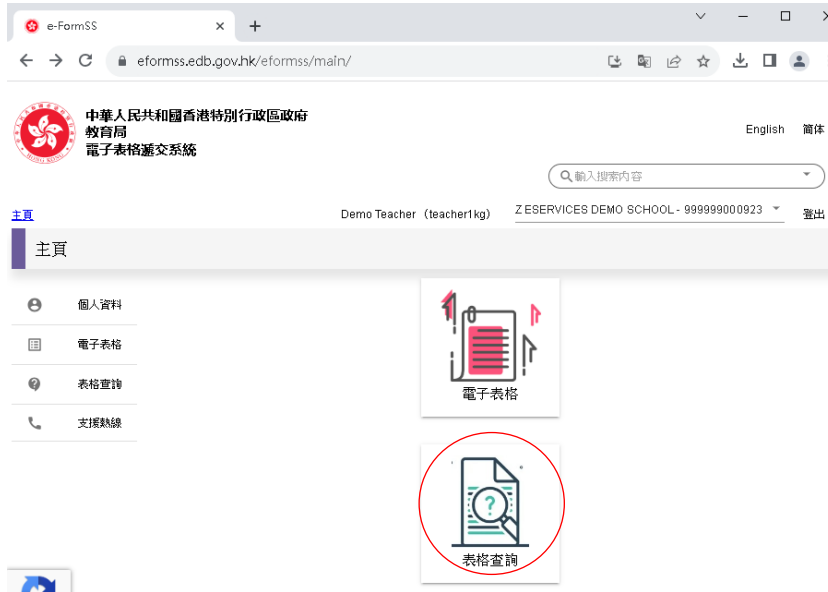 e-FormSS
eformss.edb.gov.hk/eformss/main/
中華人民共和國香港特別行政區政府
教育局
電子表格遞交系統
English 简体
輸入搜索内容
主頁
Demo Teacher (teacher1kg) Z ESERVICES DEMO SCHOOL - 999999000923 登出
主頁
個人資料
電子表格
表格查詢
支援熱線
電子表格
表格查詢